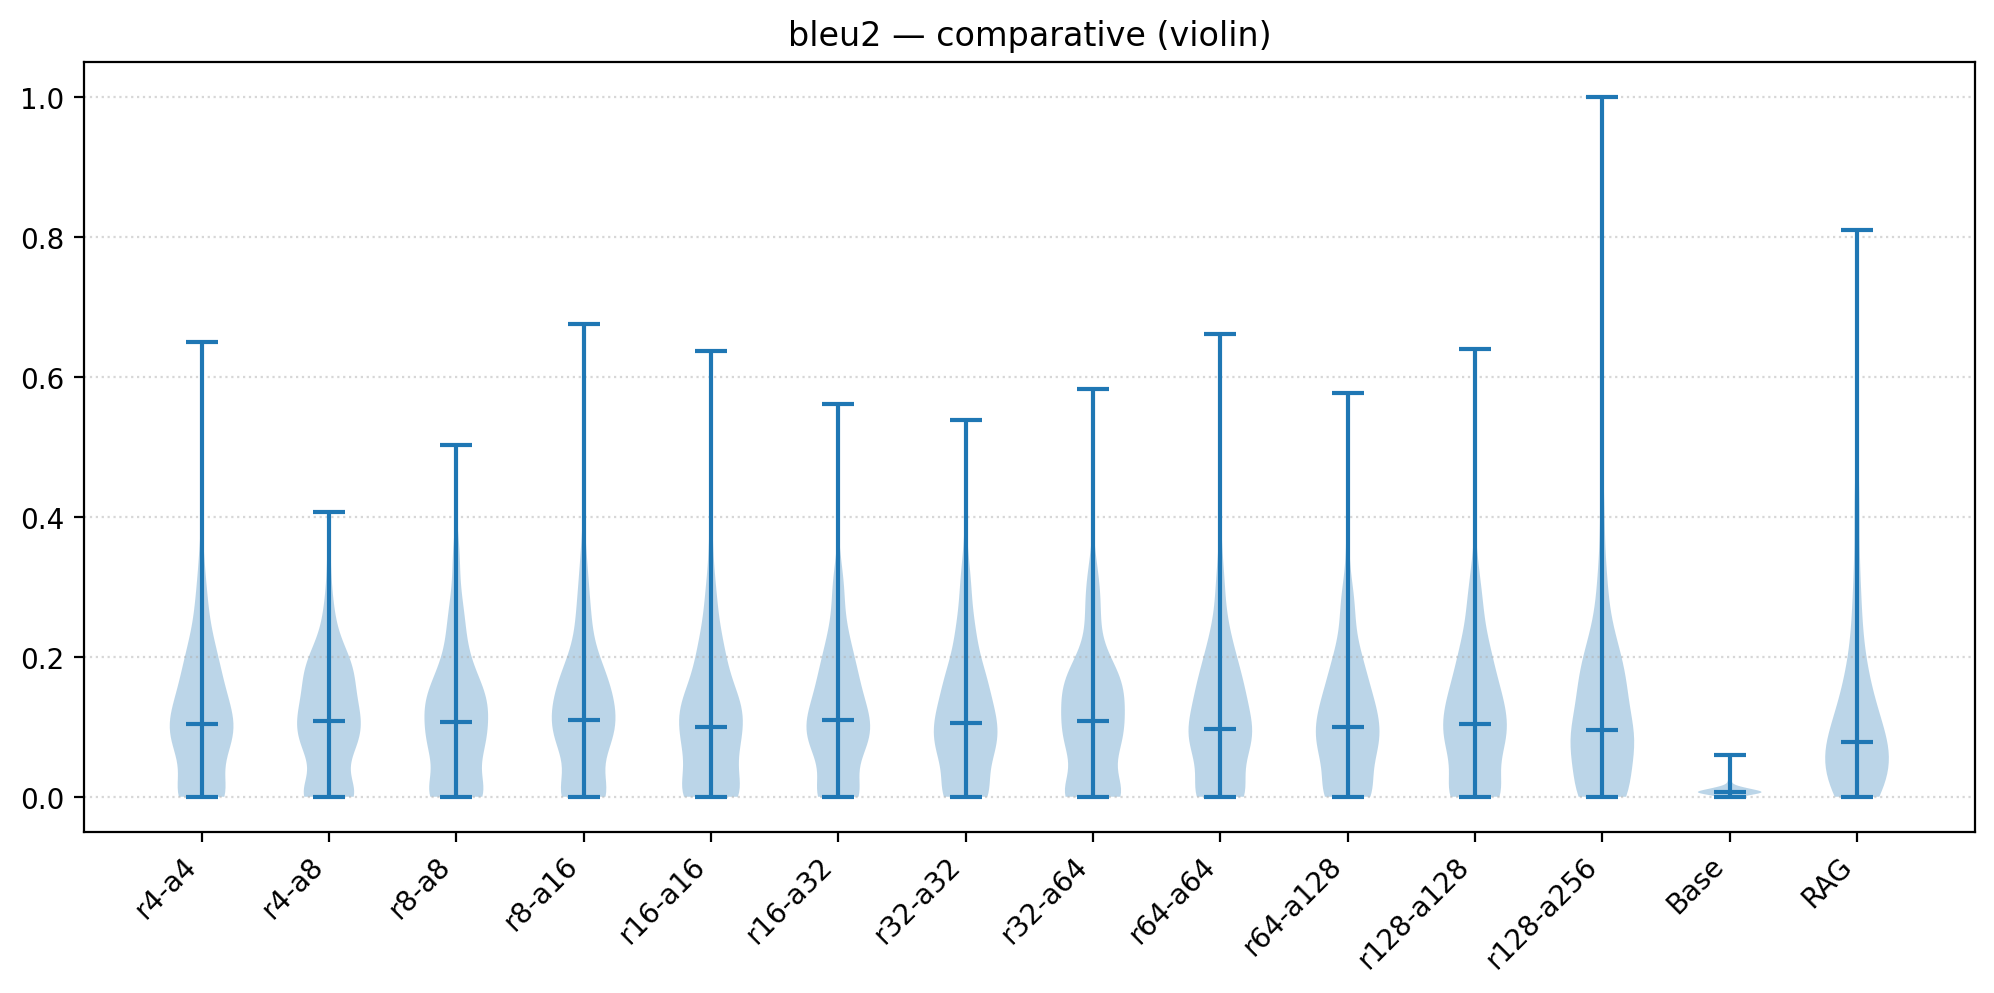 bleu2 — comparative (violin)
1.0
0.8
0.6
0.4
0.2
0.0
r4-a4
r4-a8
r8-a8
r8-a16
r16-a16
r16-a32
r32-a32
r32-a64
r64-a64
r64-a128
r128-a128
r128-a256
Base
RAG